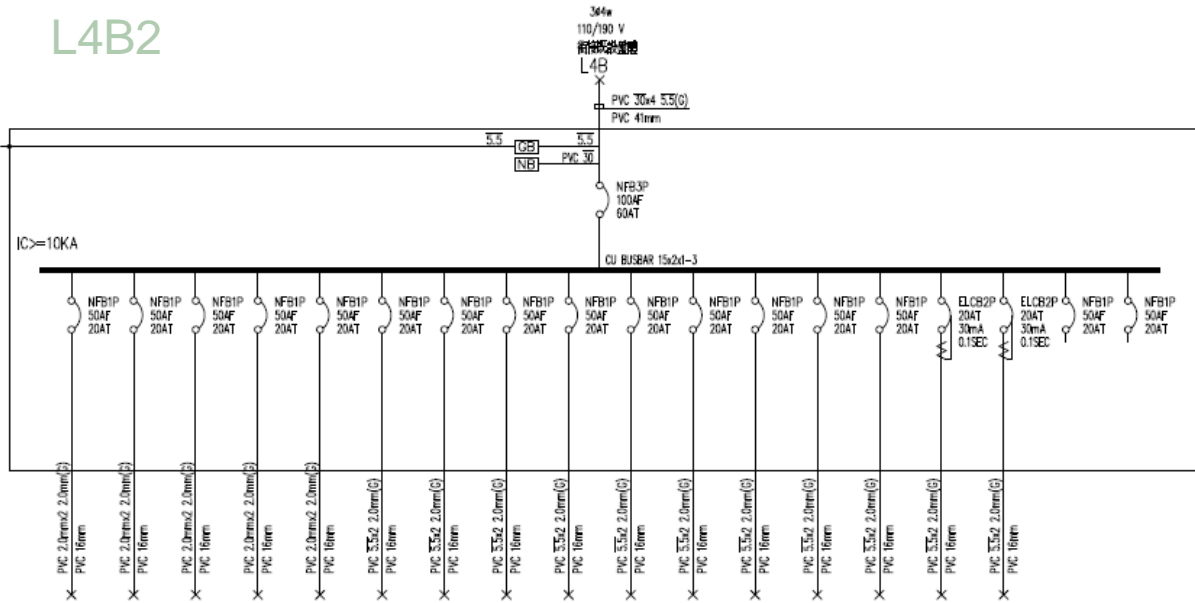 L4B2
3Ø4w
110/190 V
L4B
PVC 30x4 5.5(G)
PVC 41mm
5.5
GB
5.5
NB
PVC 30
NFB3P
100AF
60AT
IC>=10KA
CU BUSBAR 15x2x1-3
NFB1P
50AF
20AT
NFB1P
50AF
20AT
NFB1P
50AF
20AT
NFB1P
50AF
20AT
NFB1P
50AF
20AT
NFB1P
50AF
20AT
NFB1P
50AF
20AT
NFB1P
50AF
20AT
NFB1P
50AF
20AT
NFB1P
50AF
20AT
NFB1P
50AF
20AT
NFB1P
50AF
20AT
NFB1P
50AF
20AT
NFB1P
50AF
20AT
ELCB2P
20AT
30mA
0.1SEC
ELCB2P
20AT
30mA
0.1SEC
NFB1P
50AF
20AT
NFB1P
50AF
20AT
PVC 2.0mmx2 2.0mm(G)
PVC 16mm
PVC 2.0mmx2 2.0mm(G)
PVC 16mm
PVC 2.0mmx2 2.0mm(G)
PVC 16mm
PVC 2.0mmx2 2.0mm(G)
PVC 16mm
PVC 2.0mmx2 2.0mm(G)
PVC 16mm
PVC 5.5x2 2.0mm(G)
PVC 16mm
PVC 5.5x2 2.0mm(G)
PVC 16mm
PVC 5.5x2 2.0mm(G)
PVC 16mm
PVC 5.5x2 2.0mm(G)
PVC 16mm
PVC 5.5x2 2.0mm(G)
PVC 16mm
PVC 5.5x2 2.0mm(G)
PVC 16mm
PVC 5.5x2 2.0mm(G)
PVC 16mm
PVC 5.5x2 2.0mm(G)
PVC 16mm
PVC 5.5x2 2.0mm(G)
PVC 16mm
PVC 5.5x2 2.0mm(G)
PVC 16mm
PVC 5.5x2 2.0mm(G)
PVC 16mm